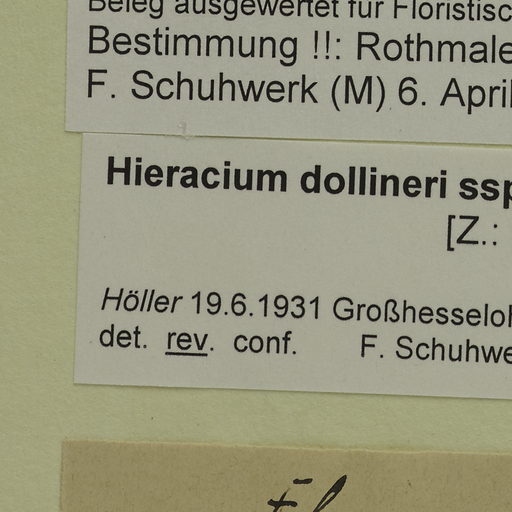 Beleg ausgewertet für Floristisc
Bestimmung !!: Rothmale
F. Schuhwerk (M) 6. April
Hieracium dollineri ssp
[Z.:
Höller 19.6.1931 Großhesseloh
det. rev. conf. F. Schuhwe